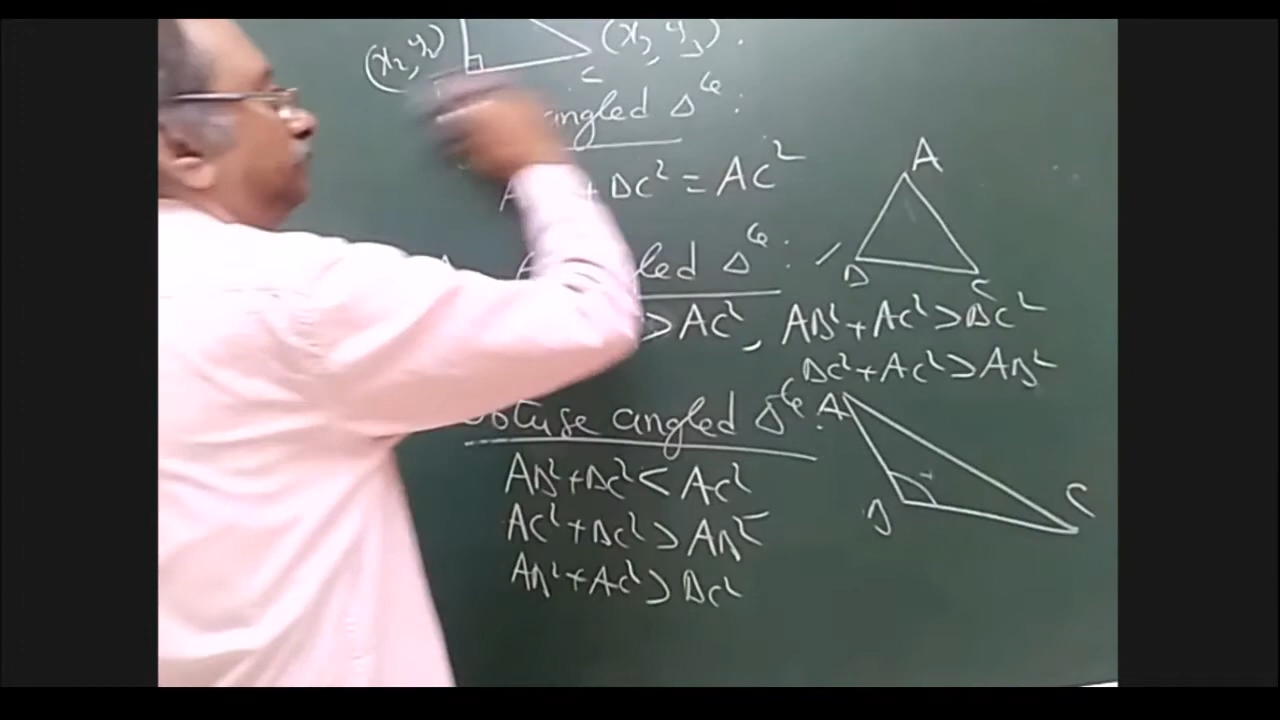 (x₂, y₂)
(x₃, y₃).
C
angled Δˡᵉ :
+ BC² = AC²
A
gled Δˡᵉ :
B
C
> AC², AB² + AC² > BC²
BC² + AC² > AB²
obtuse angled Δˡᵉ :
A
AB² + BC² < AC²
AC² + BC² > AB²
AB² + AC² > BC²
B
C